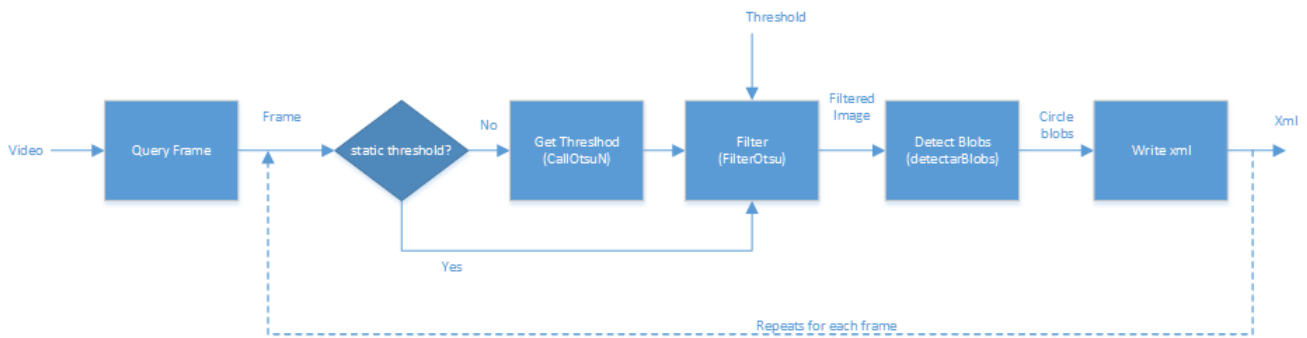 Threshold
Video
Query Frame
Frame
static threshold?
No
Get Threslhod
(CallOtsuN)
Filter
(FilterOtsu)
Filtered
Image
Detect Blobs
(detectarBlobs)
Circle
blobs
Write xml
Xml
Yes
Repeats for each frame